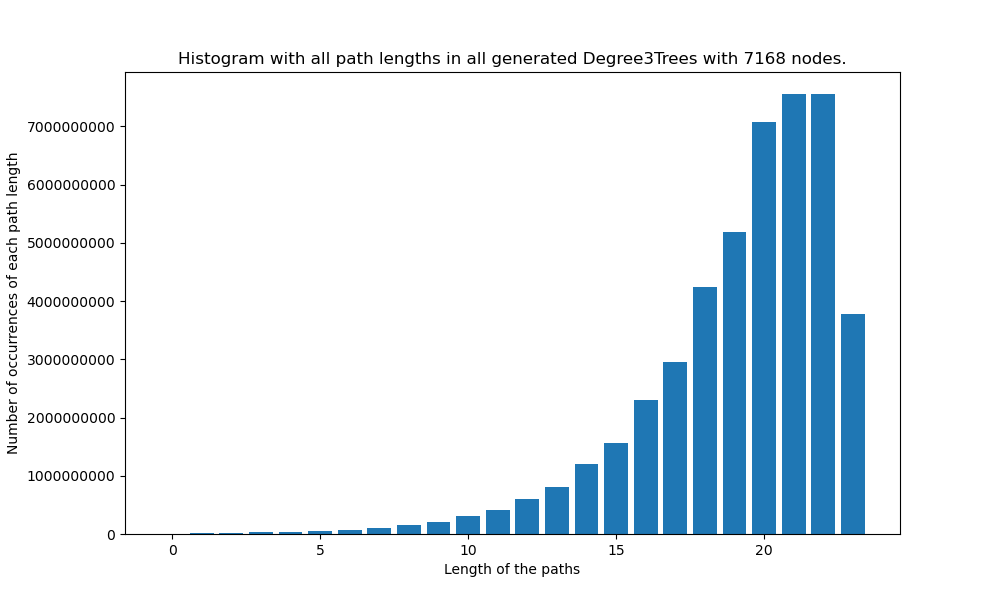 Histogram with all path lengths in all generated Degree3Trees with 7168 nodes.
Number of occurrences of each path length
7000000000
6000000000
5000000000
4000000000
3000000000
2000000000
1000000000
0
0 5 10 15 20
Length of the paths